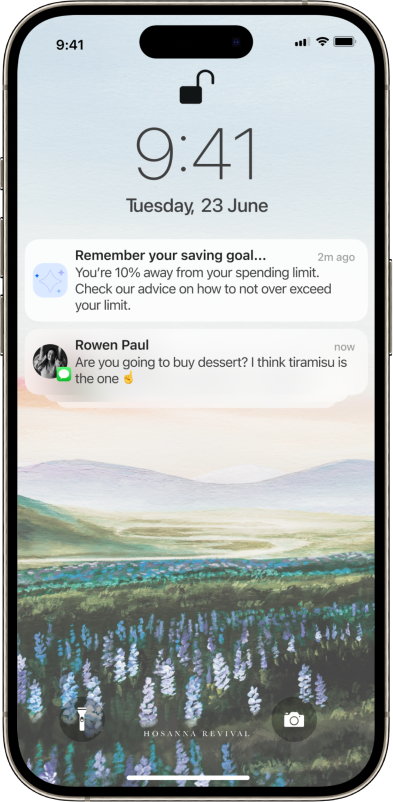 9:41
9:41
Tuesday, 23 June
Remember your saving goal... 2m ago
You're 10% away from your spending limit.
Check our advice on how to not over exceed
your limit.
Rowen Paul now
Are you going to buy dessert? I think tiramisu is
the one ☝️
HOSANNA REVIVAL